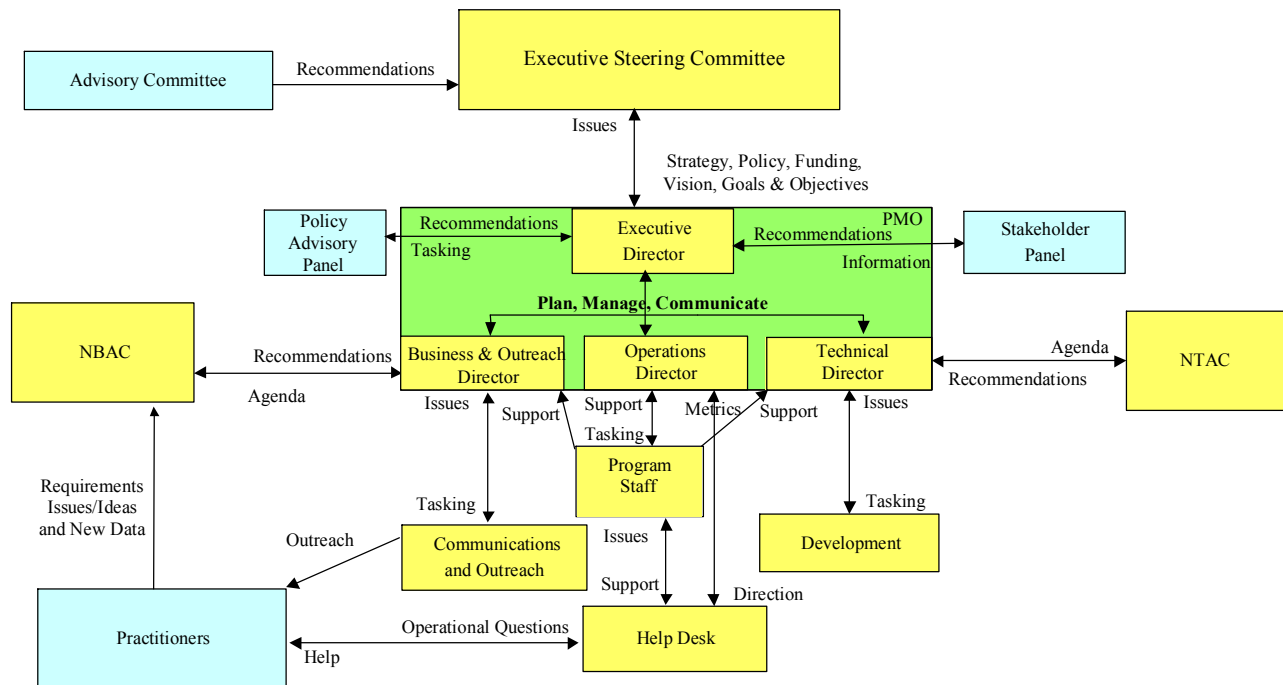 Executive Steering Committee
Advisory Committee
Recommendations
Issues
Strategy, Policy, Funding,
Vision, Goals & Objectives
PMO
Policy
Advisory
Panel
Recommendations
Tasking
Executive
Director
Recommendations
Information
Stakeholder
Panel
Plan, Manage, Communicate
NBAC
Recommendations
Agenda
Business & Outreach
Director
Operations
Director
Technical
Director
Agenda
Recommendations
NTAC
Issues
Support
Support
Tasking
Metrics
Support
Issues
Program
Staff
Requirements
Issues/Ideas
and New Data
Tasking
Tasking
Outreach
Communications
and Outreach
Issues
Support
Development
Direction
Practitioners
Operational Questions
Help
Help Desk